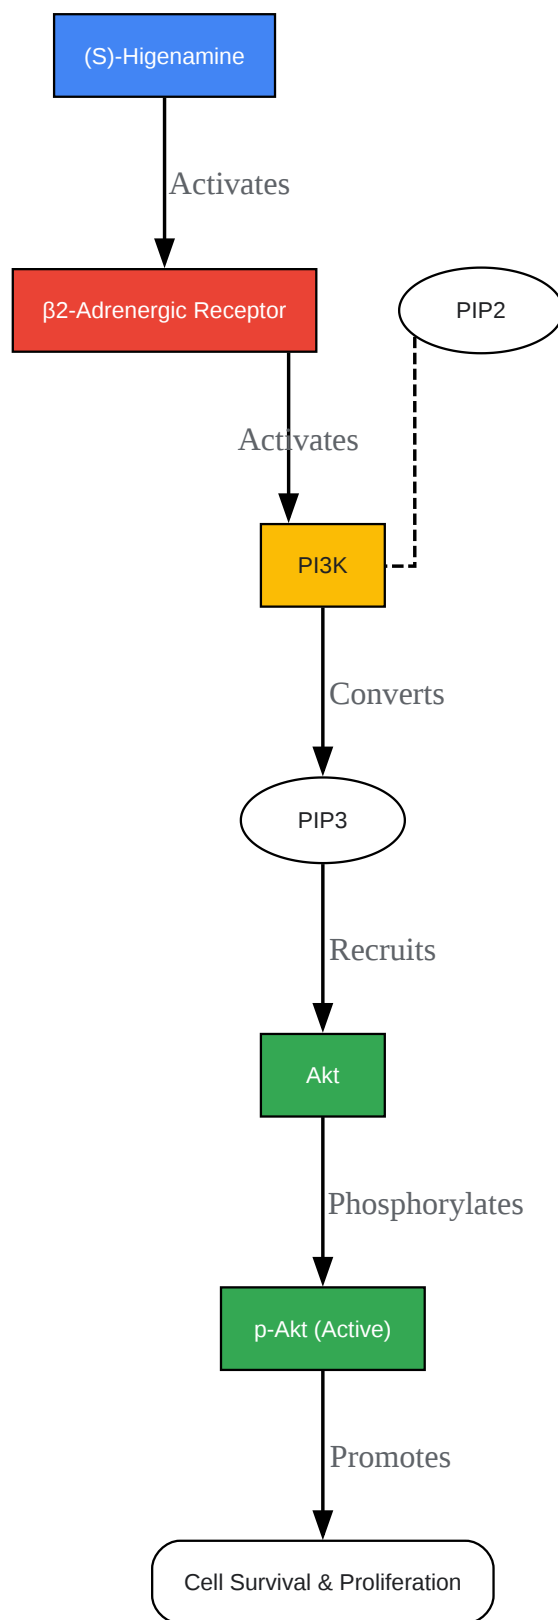 (S)-Higenamine
Activates
β2-Adrenergic Receptor
PIP2
Activates
PI3K
Converts
PIP3
Recruits
Akt
Phosphorylates
p-Akt (Active)
Promotes
Cell Survival & Proliferation